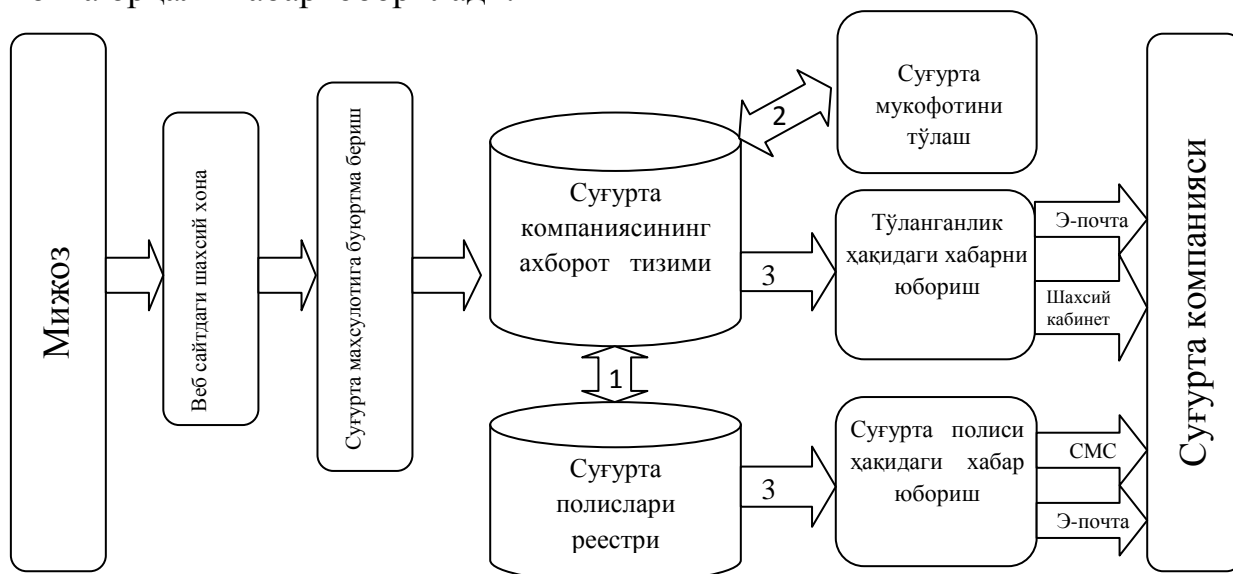 Мижоз
Веб сайтдаги шахсий хона
Суғурта маҳсулотига буюртма бериш
Суғурта
компаниясининг
ахборот тизими
2
Суғурта
мукофотини
тўлаш
3
Тўланганлик
ҳақидаги хабарни
юбориш
Э-почта
Шахсий
кабинет
1
Суғурта
полислари
реестри
3
Суғурта полиси
ҳақидаги хабар
юбориш
СМС
Э-почта
Суғурта компанияси